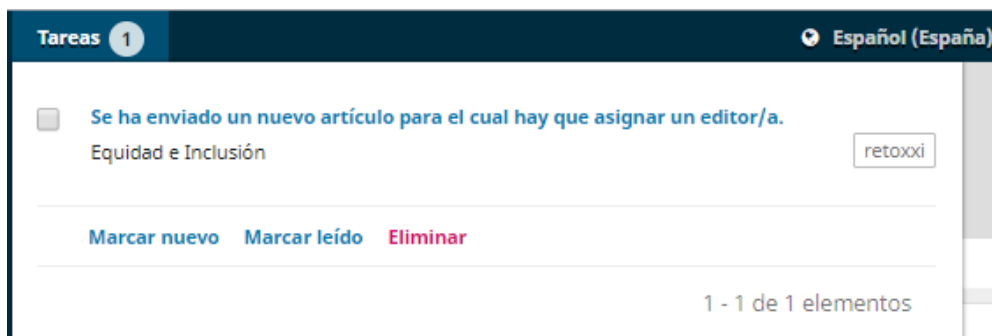 Tareas 1 Español (España)
Se ha enviado un nuevo artículo para el cual hay que asignar un editor/a.
Equidad e Inclusión
retoxxi
Marcar nuevo Marcar leído Eliminar
1 - 1 de 1 elementos